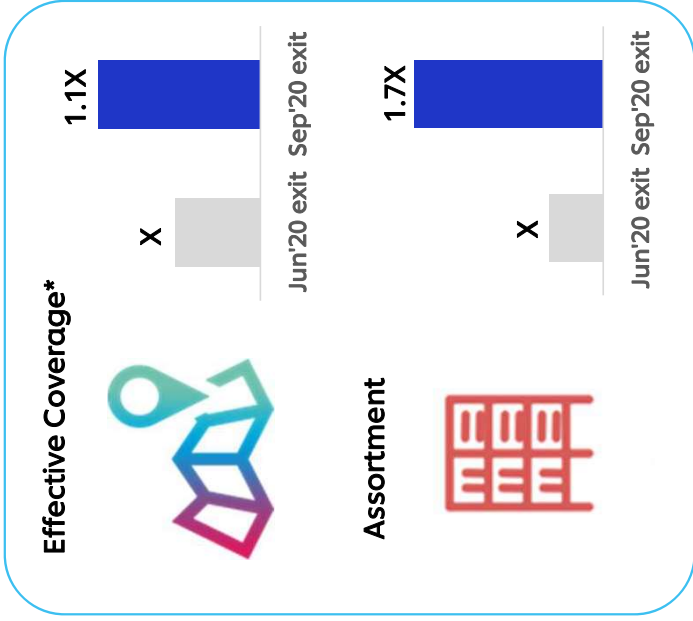 Effective Coverage*
X
1.1X
Jun'20 exit
Sep'20 exit
Assortment
X
1.7X
Jun'20 exit
Sep'20 exit